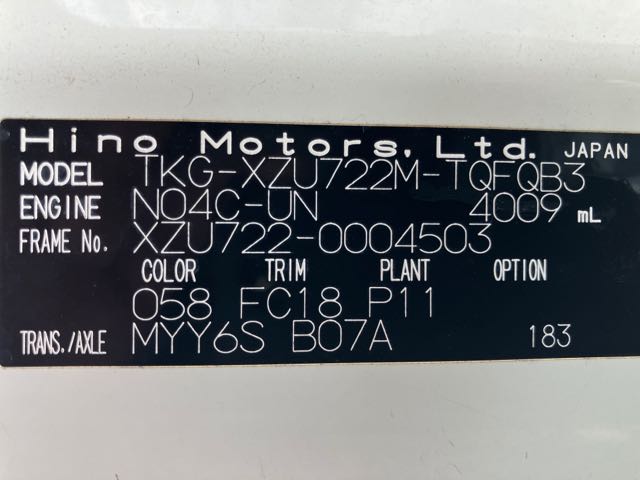 Hino Motors, Ltd. JAPAN
MODEL TKG-XZU722M-TQFQB3
ENGINE N04C-UN 4009 mL
FRAME No. XZU722-0004503
COLOR TRIM PLANT OPTION
058 FC18 P11
TRANS./AXLE MYY6S B07A 183